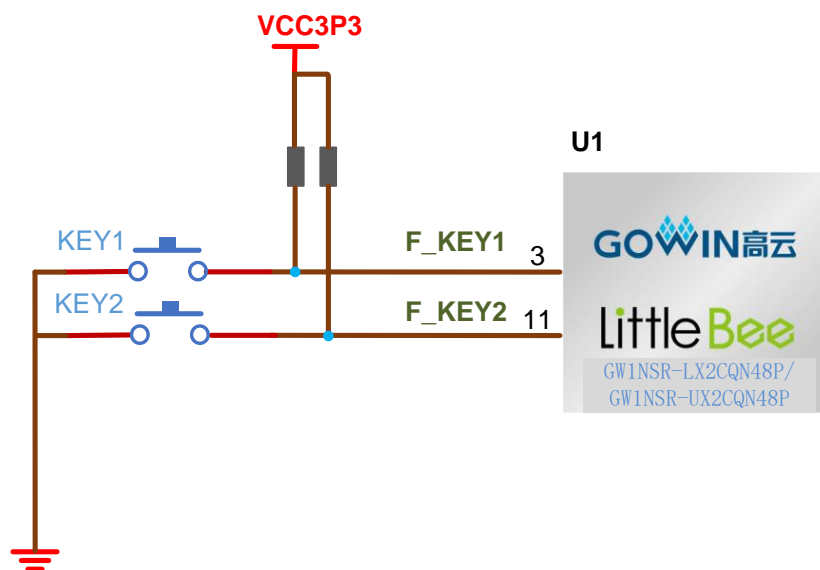 VCC3P3
U1
KEY1
F_KEY1
3
GOWIN高云
KEY2
F_KEY2
11
LittleBee
GW1NSR-LX2CQN48P/
GW1NSR-UX2CQN48P